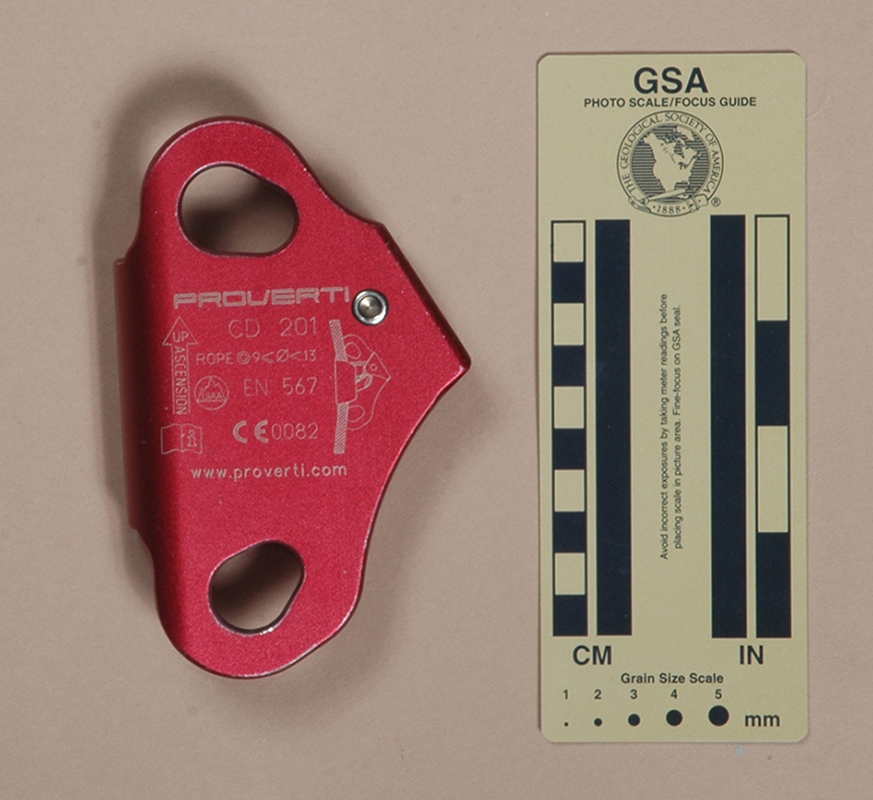 PROVERTI
CD 201
UP
ASCENSION
ROPE 9<Ø<13
UIAA
EN 567
i
CE0082
www.proverti.com
GSA
PHOTO SCALE/FOCUS GUIDE
THE GEOLOGICAL SOCIETY OF AMERICA
1888
®
Avoid incorrect exposures by taking meter readings before
placing scale in picture area. Fine-focus on GSA seal.
CM
IN
Grain Size Scale
1 2 3 4 5
mm